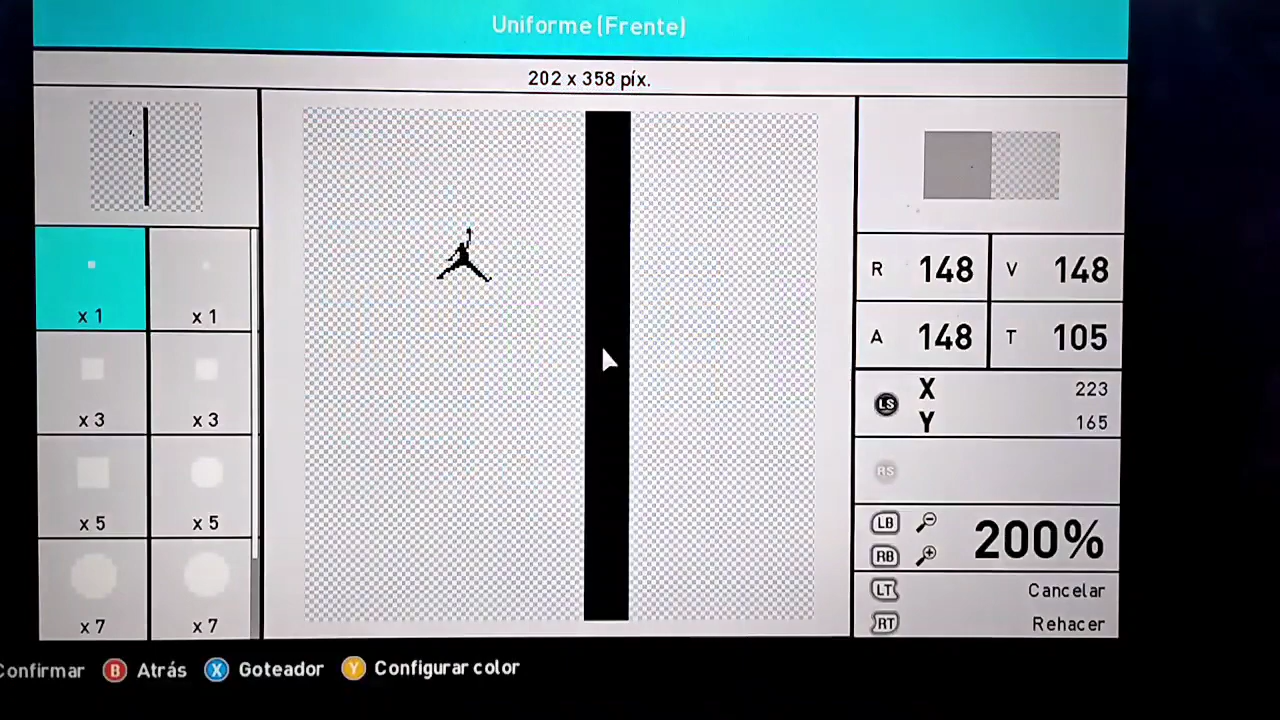 Uniforme (Frente)
202 x 358 píx.
x 1
x 1
x 3
x 3
x 5
x 5
x 7
x 7
R 148
V 148
A 148
T 105
LS X 223
Y 165
RS
LB 200%
RB
LT Cancelar
RT Rehacer
Confirmar B Atrás X Goteador Y Configurar color